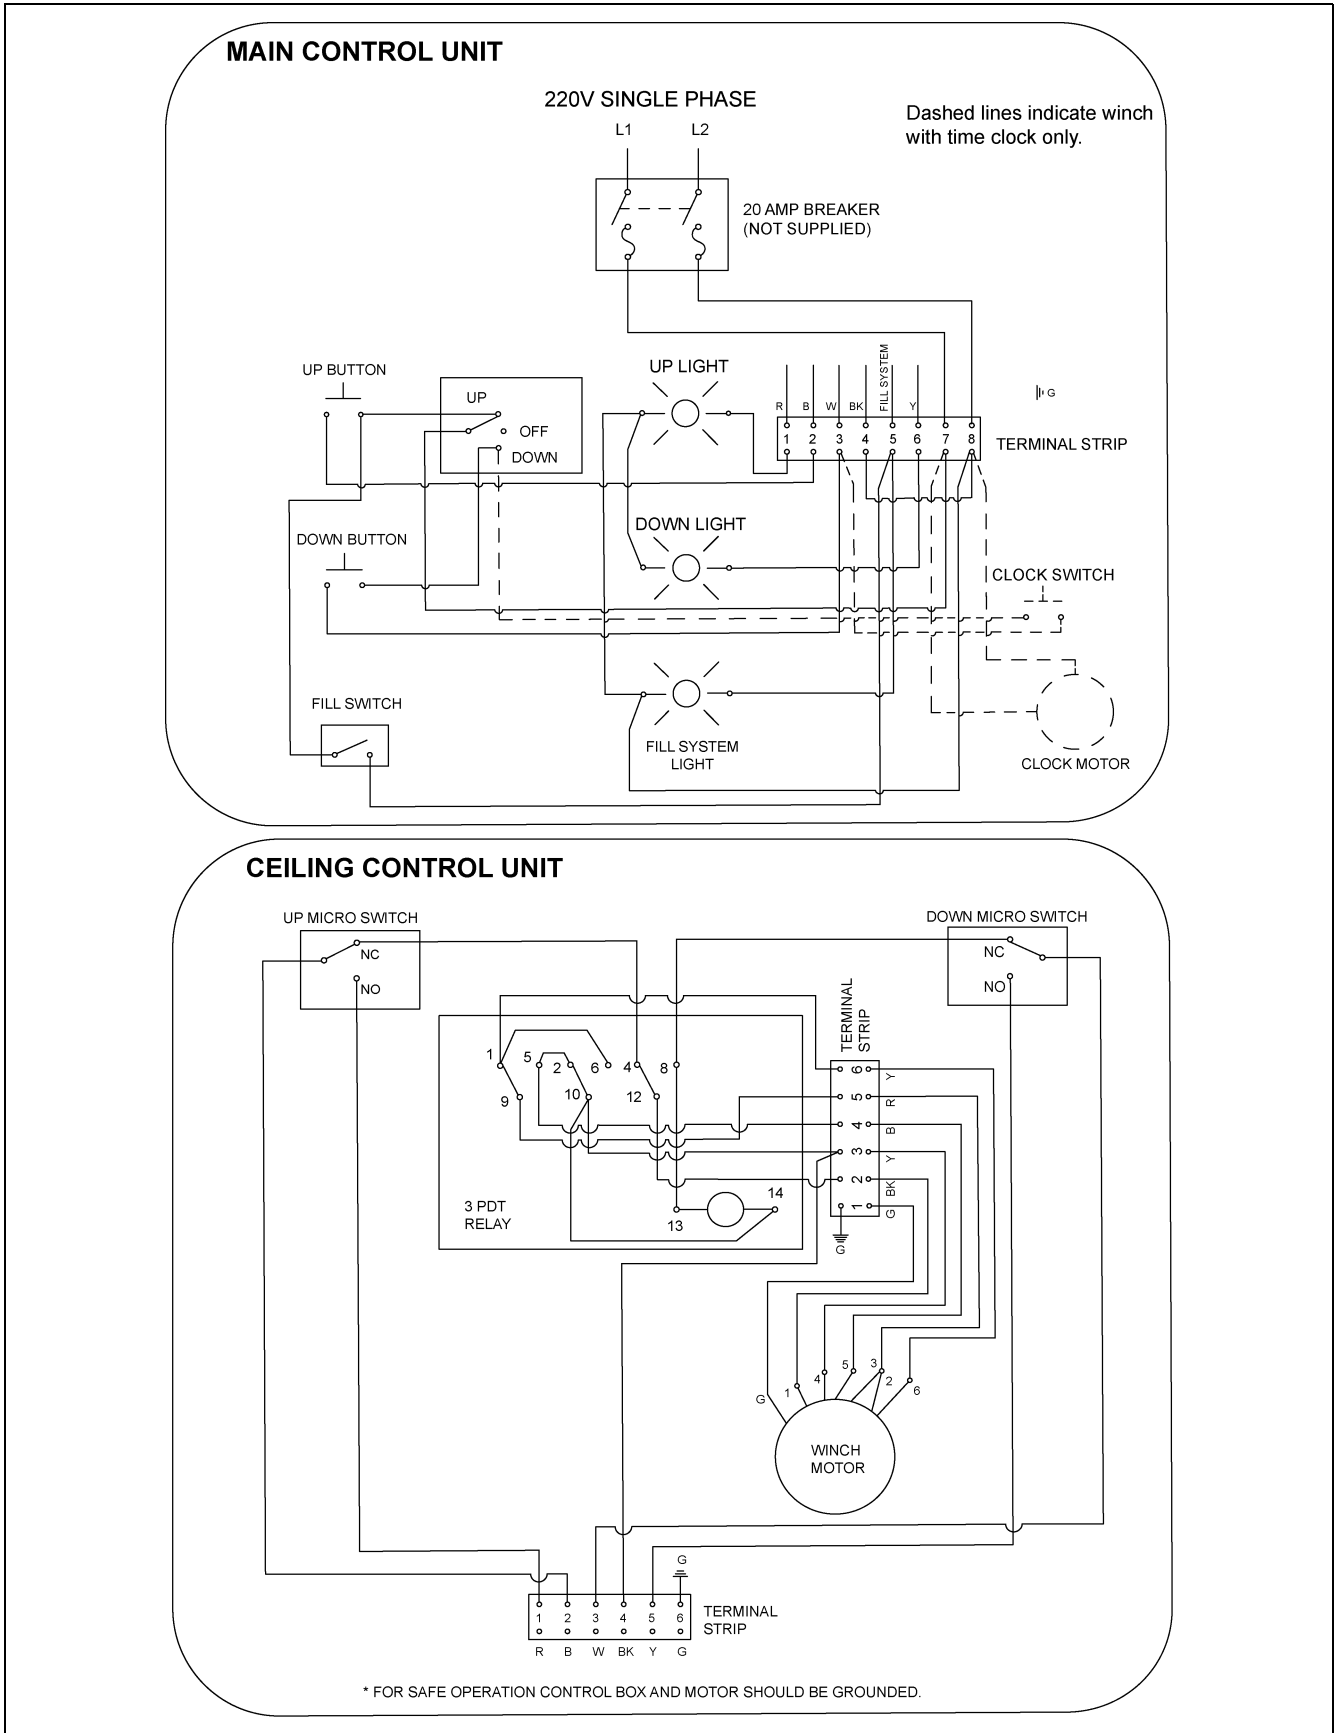 MAIN CONTROL UNIT
220V SINGLE PHASE
L1 L2
Dashed lines indicate winch
with time clock only.
20 AMP BREAKER
(NOT SUPPLIED)
UP BUTTON
UP
OFF
DOWN
UP LIGHT
R B W BK FILL SYSTEM Y
G
1 2 3 4 5 6 7 8
TERMINAL STRIP
DOWN BUTTON
DOWN LIGHT
CLOCK SWITCH
FILL SWITCH
FILL SYSTEM
LIGHT
CLOCK MOTOR
CEILING CONTROL UNIT
UP MICRO SWITCH
NC
NO
DOWN MICRO SWITCH
NC
NO
TERMINAL
STRIP
1 5 2 6 4 8
9 10 12
6 Y
5 R
4 B
3 Y
2 BK
1 G
G
3 PDT
RELAY
13
14
G 1 4 5 3 2 6
WINCH
MOTOR
G
1 2 3 4 5 6
R B W BK Y G
TERMINAL
STRIP
* FOR SAFE OPERATION CONTROL BOX AND MOTOR SHOULD BE GROUNDED.